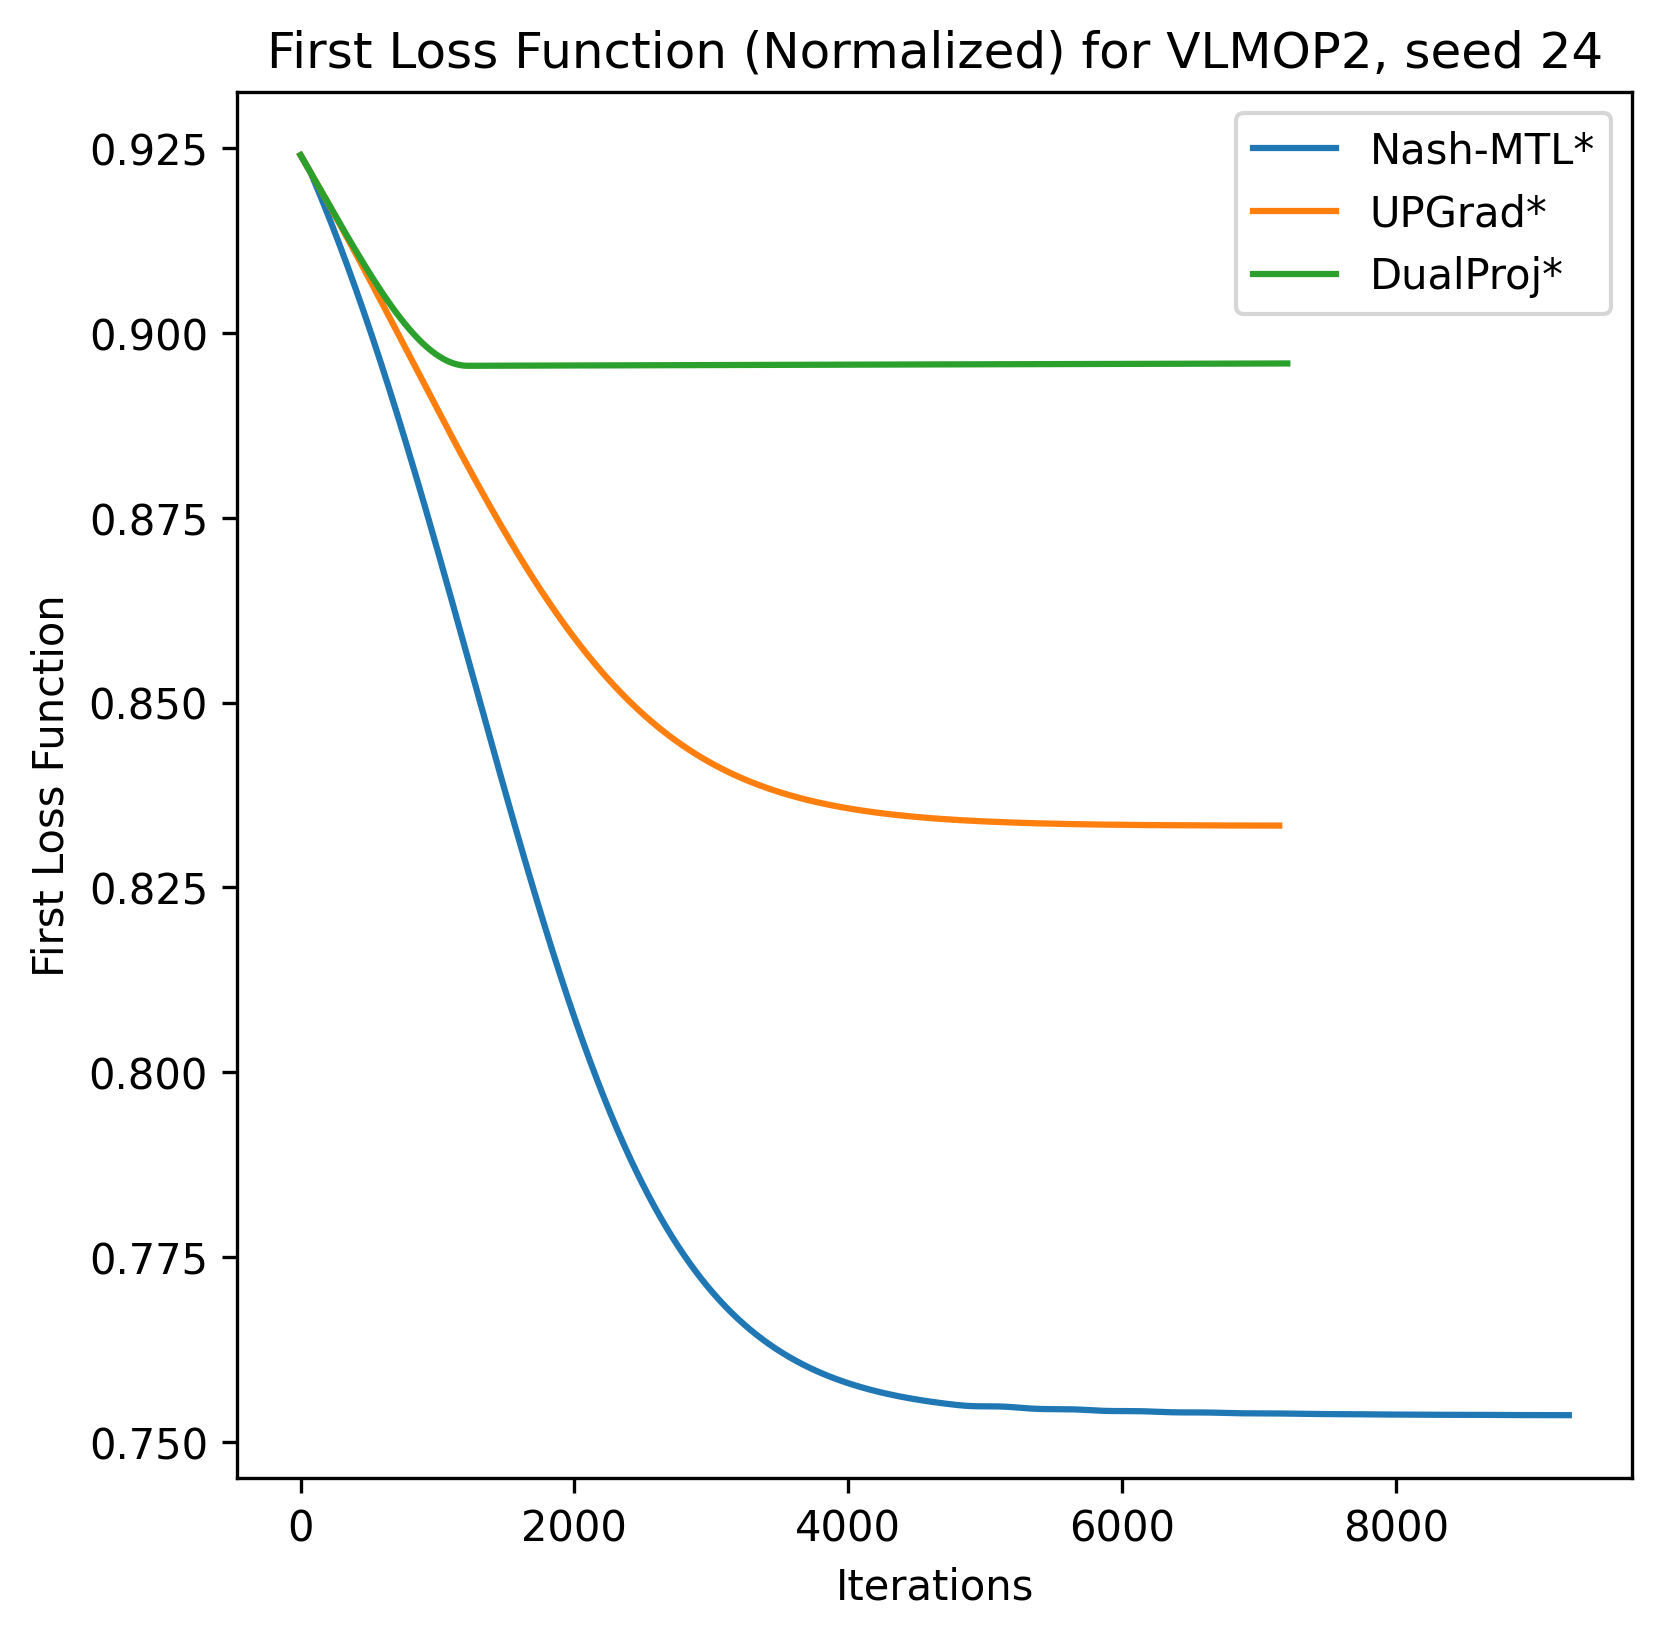 First Loss Function (Normalized) for VLMOP2, seed 24
Nash-MTL*
UPGrad*
DualProj*
0.925
0.900
0.875
0.850
0.825
0.800
0.775
0.750
First Loss Function
0 2000 4000 6000 8000
Iterations